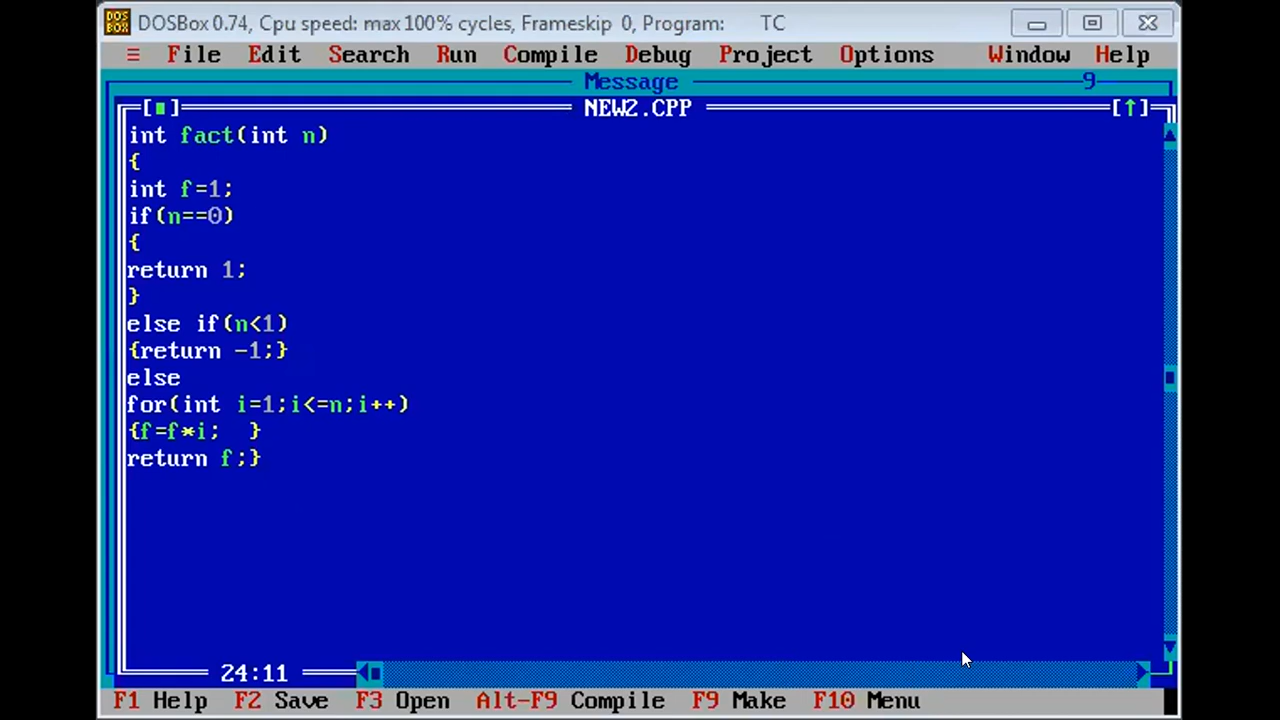 DOSBox 0.74, Cpu speed: max 100% cycles, Frameskip 0, Program: TC
≡ File Edit Search Run Compile Debug Project Options Window Help
Message 9
[■] NEW2.CPP [↑]
int fact(int n)
{
int f=1;
if(n==0)
{
return 1;
}
else if(n<1)
{return -1;}
else
for(int i=1;i<=n;i++)
{f=f*i;  }
return f;}
24:11
F1 Help F2 Save F3 Open Alt-F9 Compile F9 Make F10 Menu